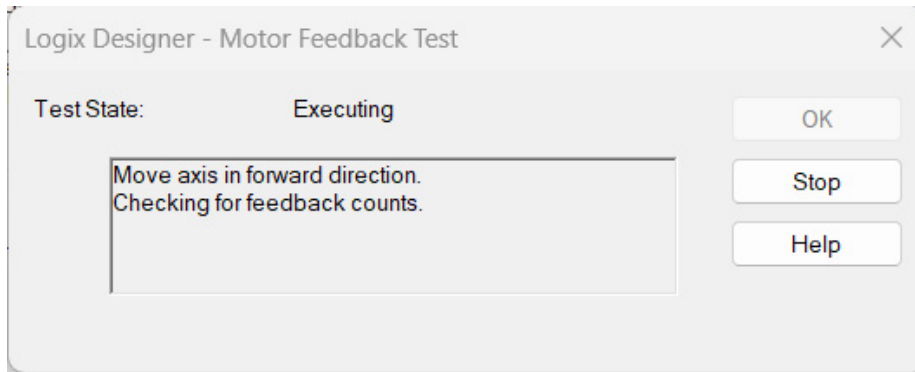 Logix Designer - Motor Feedback Test
Test State: Executing
OK
Move axis in forward direction.
Checking for feedback counts.
Stop
Help